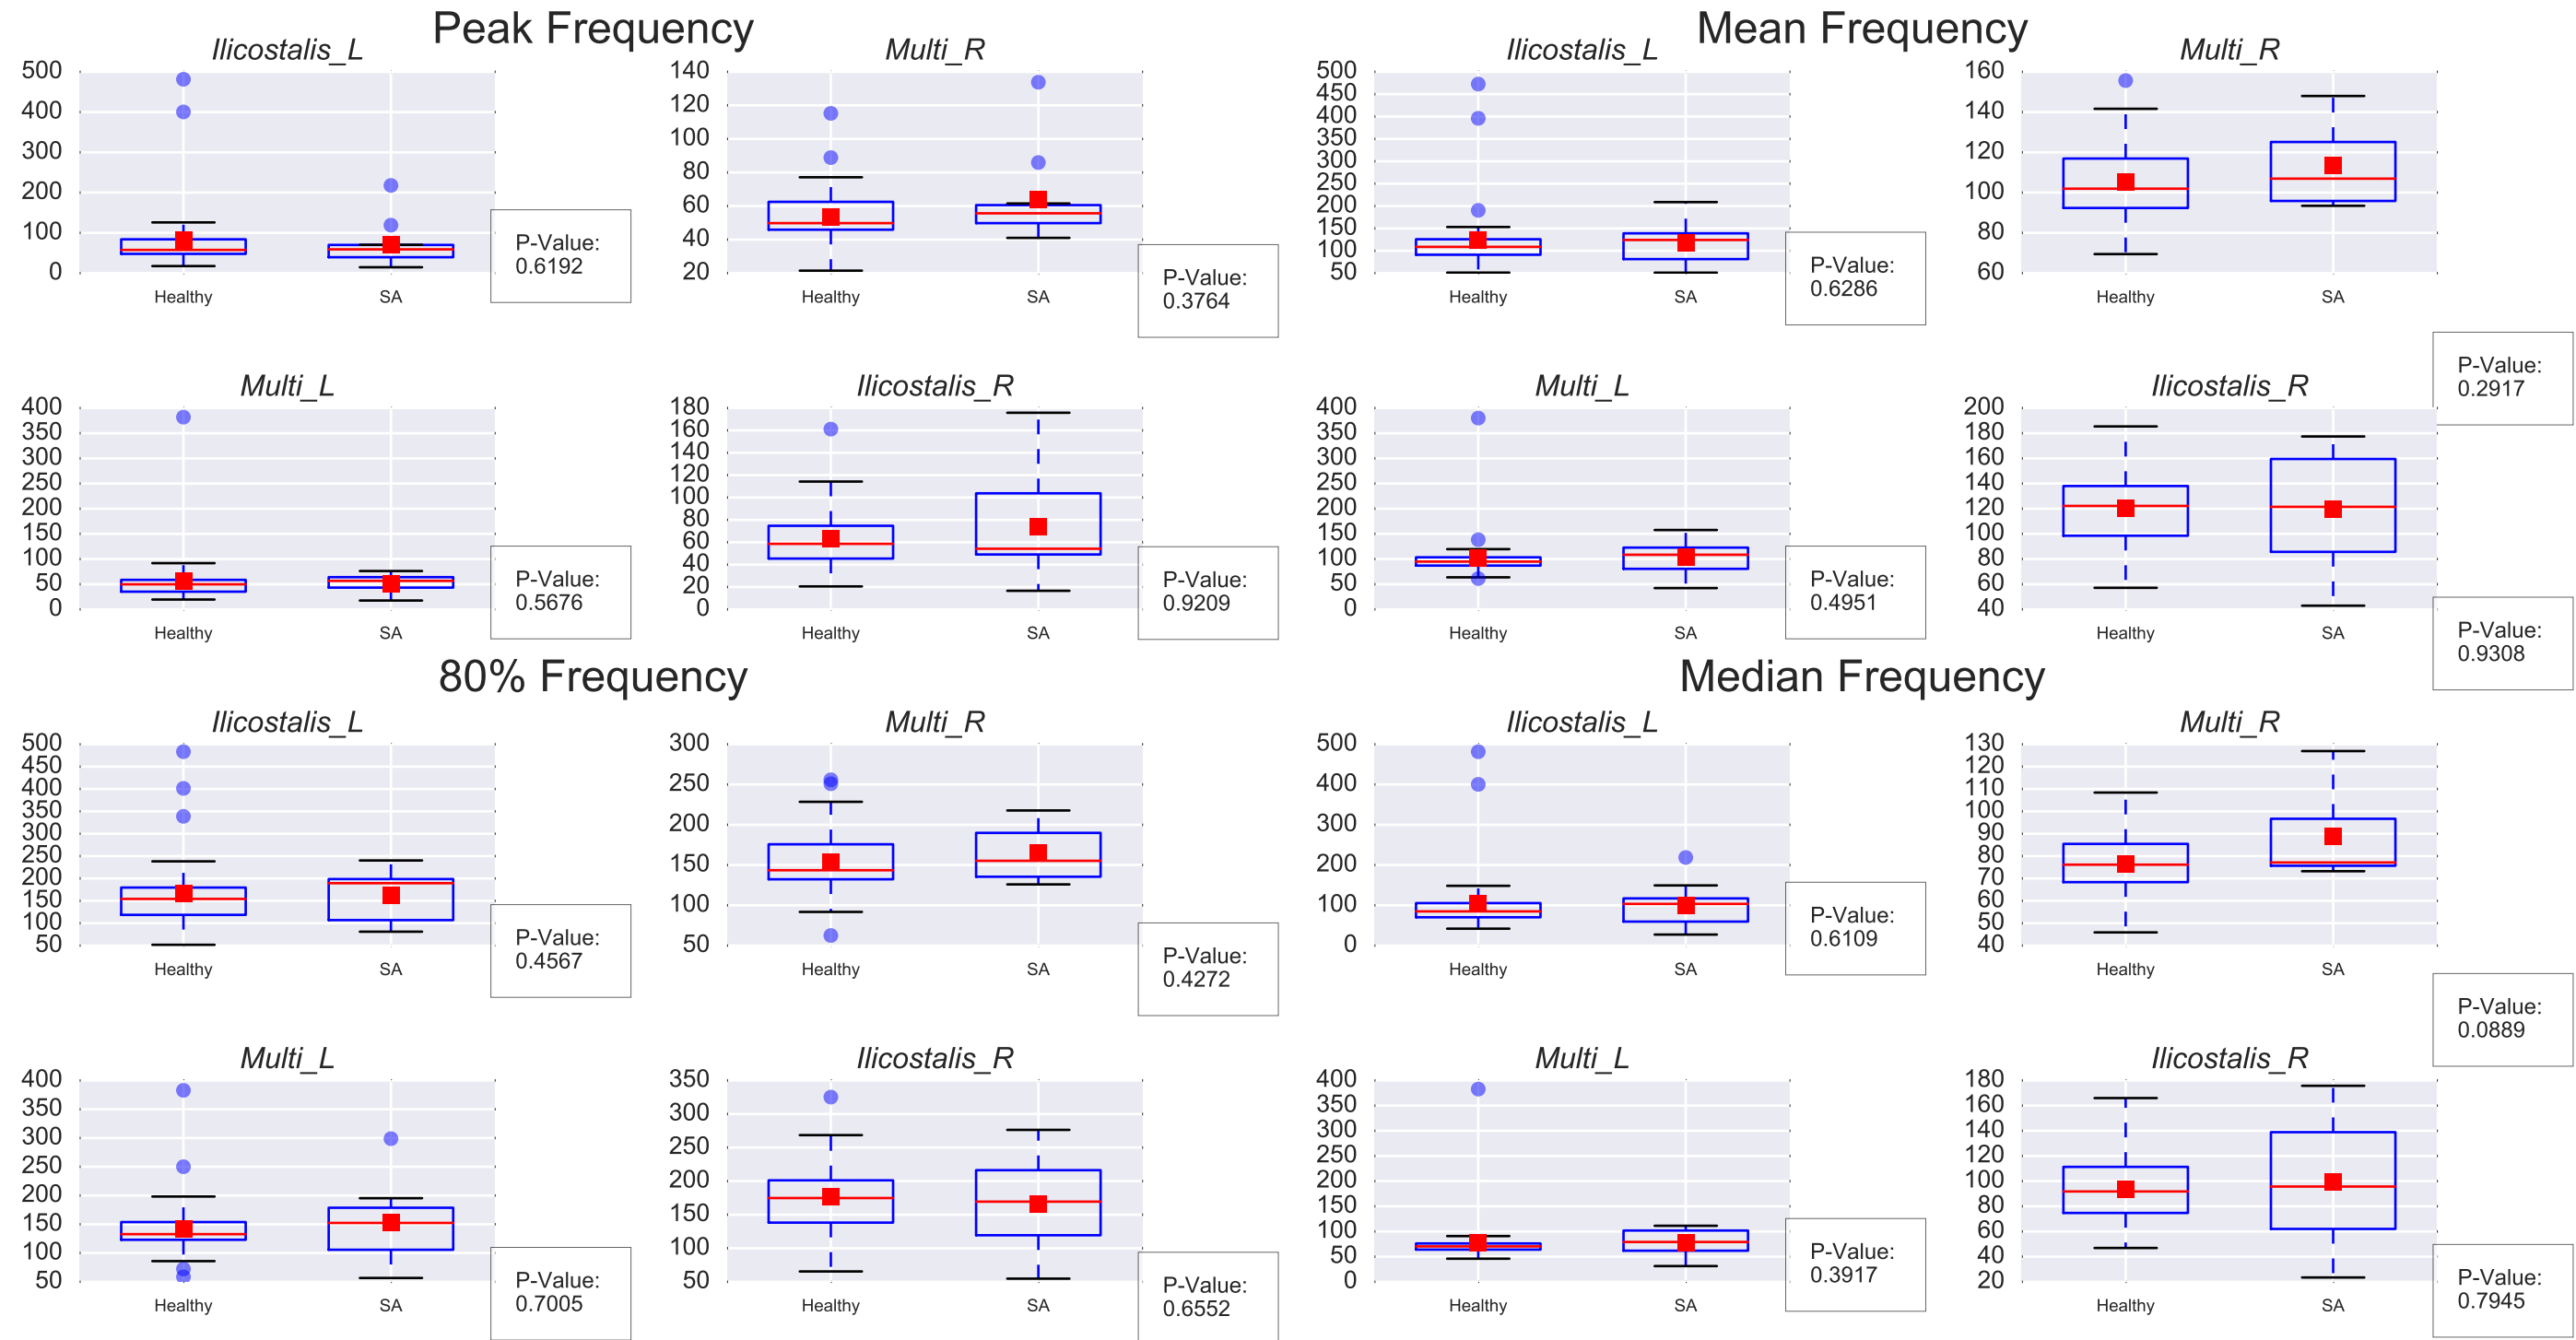 Peak Frequency
Ilicostalis_L
500
400
300
200
100
0
Healthy
SA
P-Value:
0.6192
Multi_R
140
120
100
80
60
40
20
Healthy
SA
P-Value:
0.3764
Multi_L
400
350
300
250
200
150
100
50
0
Healthy
SA
P-Value:
0.5676
Ilicostalis_R
180
160
140
120
100
80
60
40
20
0
Healthy
SA
P-Value:
0.9209
Mean Frequency
Ilicostalis_L
500
450
400
350
300
250
200
150
100
50
Healthy
SA
P-Value:
0.6286
Multi_R
160
140
120
100
80
60
Healthy
SA
P-Value:
0.2917
Multi_L
400
350
300
250
200
150
100
50
0
Healthy
SA
P-Value:
0.4951
Ilicostalis_R
200
180
160
140
120
100
80
60
40
Healthy
SA
P-Value:
0.9308
80% Frequency
Ilicostalis_L
500
450
400
350
300
250
200
150
100
50
Healthy
SA
P-Value:
0.4567
Multi_R
300
250
200
150
100
50
Healthy
SA
P-Value:
0.4272
Multi_L
400
350
300
250
200
150
100
50
Healthy
SA
P-Value:
0.7005
Ilicostalis_R
350
300
250
200
150
100
50
Healthy
SA
P-Value:
0.6552
Median Frequency
Ilicostalis_L
500
400
300
200
100
0
Healthy
SA
P-Value:
0.6109
Multi_R
130
120
110
100
90
80
70
60
50
40
Healthy
SA
P-Value:
0.0889
Multi_L
400
350
300
250
200
150
100
50
0
Healthy
SA
P-Value:
0.3917
Ilicostalis_R
180
160
140
120
100
80
60
40
20
Healthy
SA
P-Value:
0.7945